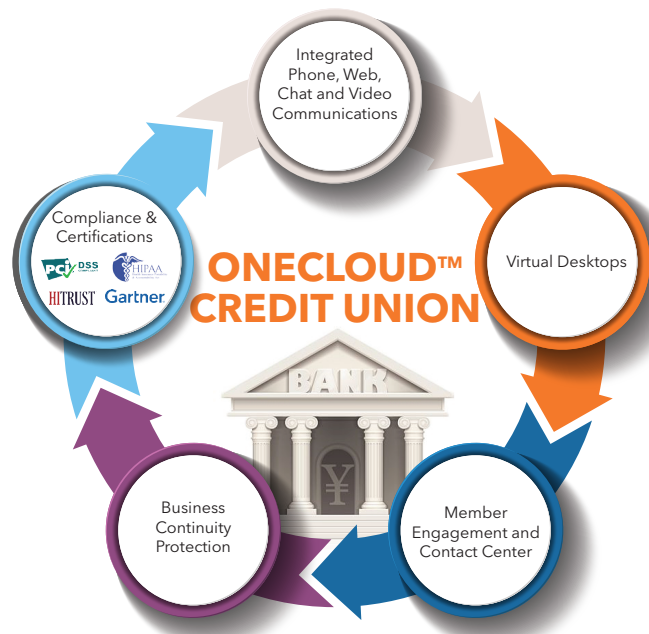 Integrated
Phone, Web,
Chat and Video
Communications
Compliance &
Certifications
PCI DSS
HIPAA
HITRUST Gartner
ONECLOUD™
CREDIT UNION
Virtual Desktops
BANK
¥
Business
Continuity
Protection
Member
Engagement and
Contact Center